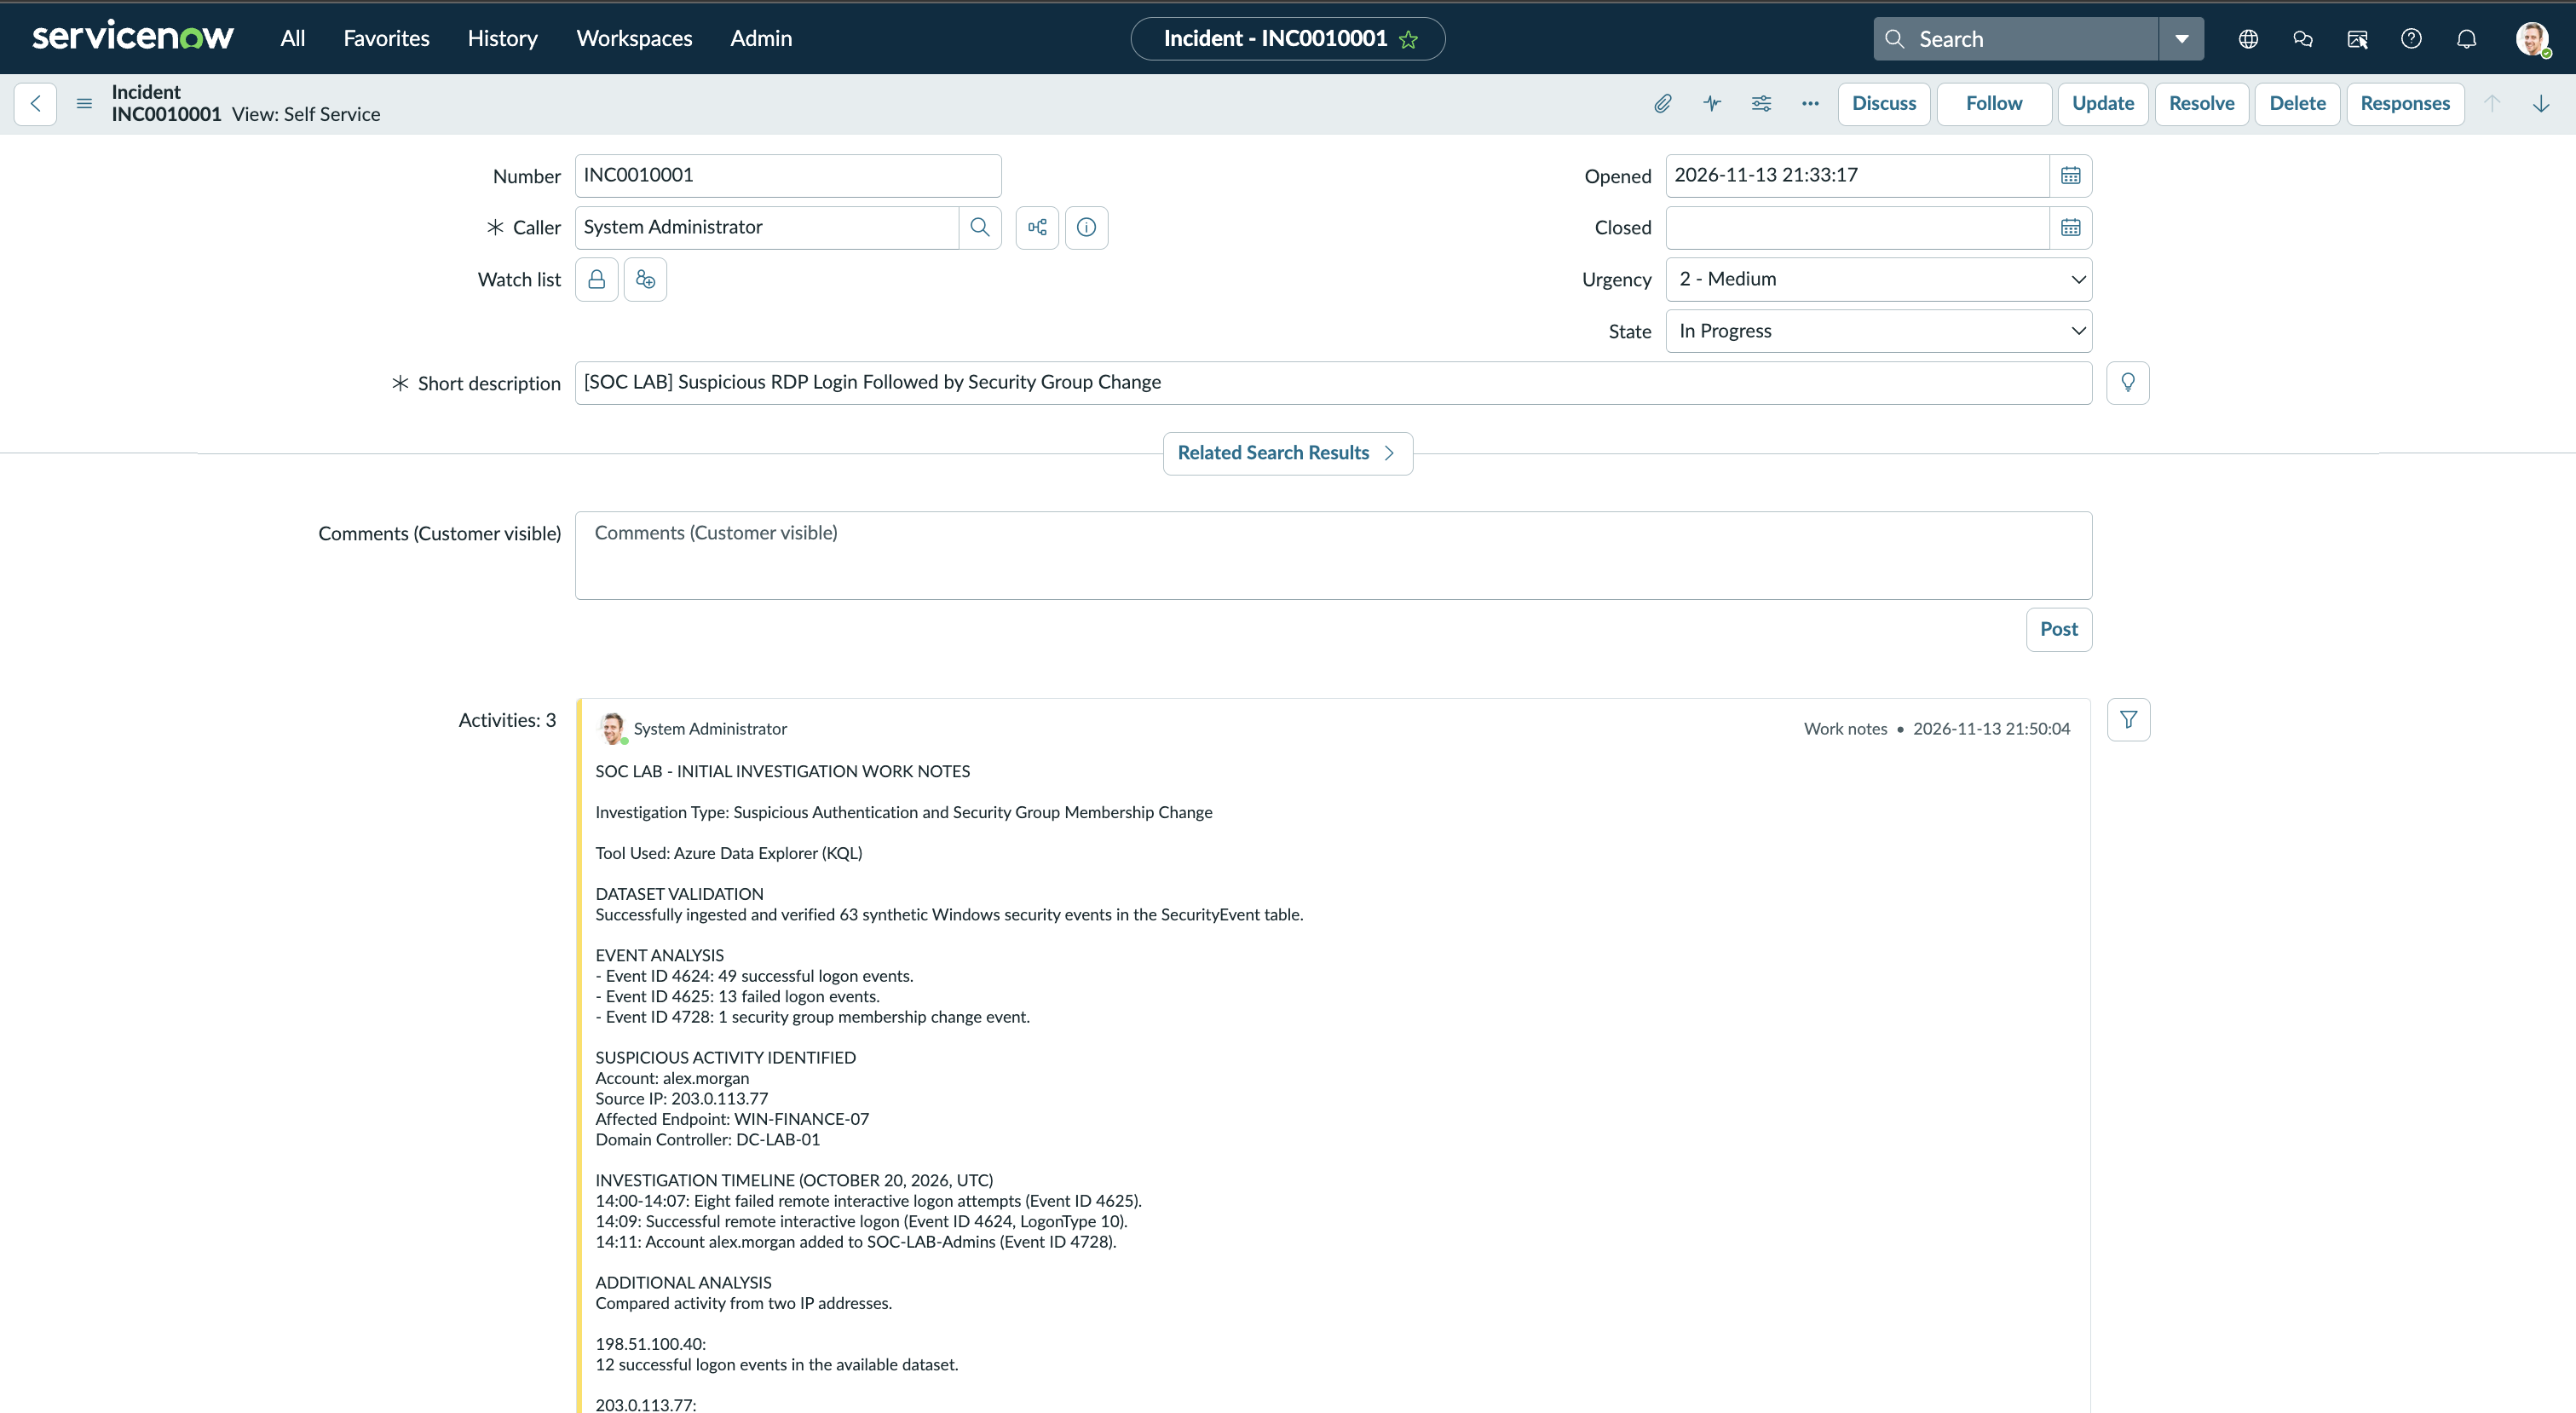 servicenow All Favorites History Workspaces Admin Incident - INC0010001 Search
Incident
INC0010001 View: Self Service
Discuss Follow Update Resolve Delete Responses
Number INC0010001 Opened 2026-11-13 21:33:17
Caller System Administrator Closed
Watch list Urgency 2 - Medium
State In Progress
Short description [SOC LAB] Suspicious RDP Login Followed by Security Group Change
Related Search Results
Comments (Customer visible) Comments (Customer visible)
Post
Activities: 3 System Administrator Work notes • 2026-11-13 21:50:04
SOC LAB - INITIAL INVESTIGATION WORK NOTES
Investigation Type: Suspicious Authentication and Security Group Membership Change
Tool Used: Azure Data Explorer (KQL)
DATASET VALIDATION
Successfully ingested and verified 63 synthetic Windows security events in the SecurityEvent table.
EVENT ANALYSIS
- Event ID 4624: 49 successful logon events.
- Event ID 4625: 13 failed logon events.
- Event ID 4728: 1 security group membership change event.
SUSPICIOUS ACTIVITY IDENTIFIED
Account: alex.morgan
Source IP: 203.0.113.77
Affected Endpoint: WIN-FINANCE-07
Domain Controller: DC-LAB-01
INVESTIGATION TIMELINE (OCTOBER 20, 2026, UTC)
14:00-14:07: Eight failed remote interactive logon attempts (Event ID 4625).
14:09: Successful remote interactive logon (Event ID 4624, LogonType 10).
14:11: Account alex.morgan added to SOC-LAB-Admins (Event ID 4728).
ADDITIONAL ANALYSIS
Compared activity from two IP addresses.
198.51.100.40:
12 successful logon events in the available dataset.
203.0.113.77: